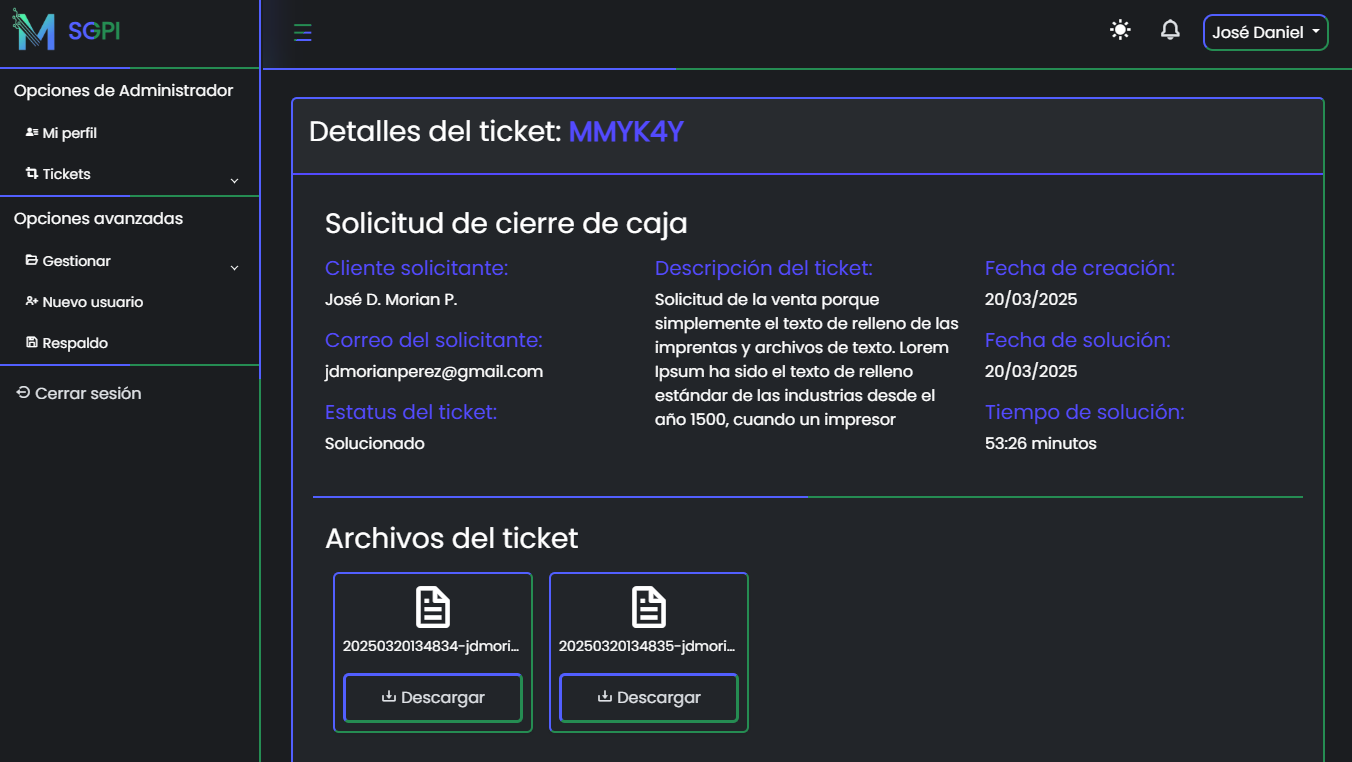 SGPI
José Daniel
Opciones de Administrador
Mi perfil
Tickets
Opciones avanzadas
Gestionar
Nuevo usuario
Respaldo
Cerrar sesión
Detalles del ticket: MMYK4Y
Solicitud de cierre de caja
Cliente solicitante:
José D. Morian P.
Correo del solicitante:
jdmorianperez@gmail.com
Estatus del ticket:
Solucionado
Descripción del ticket:
Solicitud de la venta porque
simplemente el texto de relleno de las
imprentas y archivos de texto. Lorem
Ipsum ha sido el texto de relleno
estándar de las industrias desde el
año 1500, cuando un impresor
Fecha de creación:
20/03/2025
Fecha de solución:
20/03/2025
Tiempo de solución:
53:26 minutos
Archivos del ticket
20250320134834-jdmori...
Descargar
20250320134835-jdmori...
Descargar